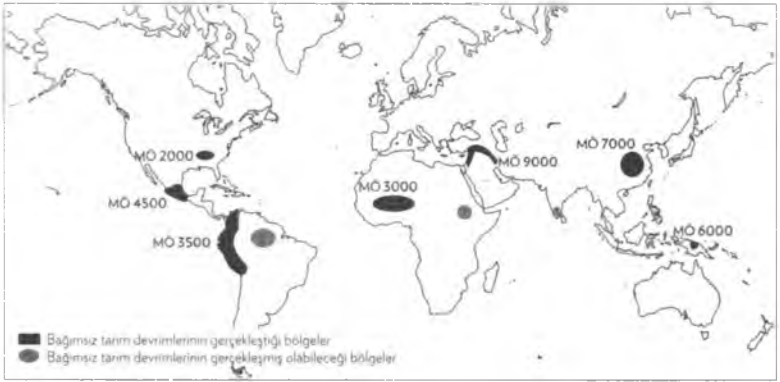 MÖ 2000
MÖ 4500
MÖ 3500
MÖ 3000
MÖ 9000
MÖ 7000
MÖ 6000
Bağımsız tarım devrimlerinin gerçekleştiği bölgeler
Bağımsız tarım devrimlerinin gerçekleşmiş olabileceği bölgeler